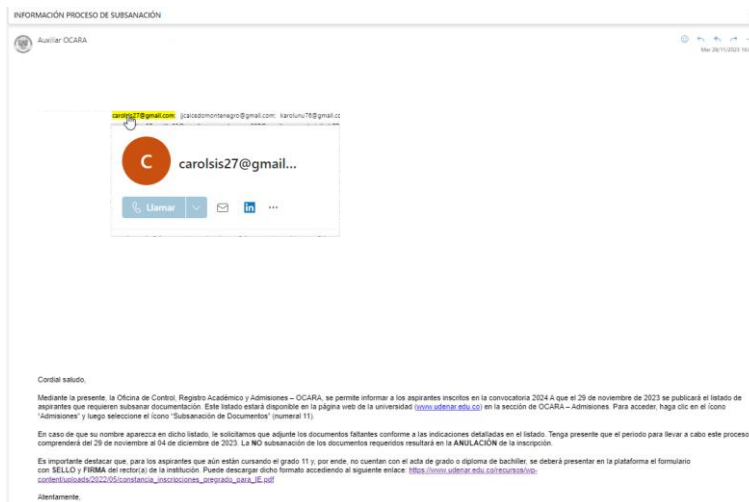 INFORMACIÓN PROCESO DE SUBSANACIÓN
Auxiliar OCARA
Mar 28/11/2023
carolsis27@gmail.com; jjcaicedomontenegro@gmail.com; karolunu76@gmail.co
C
carolsis27@gmail...
Llamar
in
Cordial saludo,
Mediante la presente, la Oficina de Control, Registro Académico y Admisiones – OCARA, se permite informar a los aspirantes inscritos en la convocatoria 2024 A que el 29 de noviembre de 2023 se publicará el listado de
aspirantes que requieren subsanar documentación. Este listado estará disponible en la página web de la universidad (www.udenar.edu.co) en la sección de OCARA – Admisiones. Para acceder, haga clic en el ícono
"Admisiones" y luego seleccione el ícono "Subsanación de Documentos" (numeral 11).
En caso de que su nombre aparezca en dicho listado, le solicitamos que adjunte los documentos faltantes conforme a las indicaciones detalladas en el listado. Tenga presente que el periodo para llevar a cabo este proceso
comprenderá del 29 de noviembre al 04 de diciembre de 2023. La NO subsanación de los documentos requeridos resultará en la ANULACIÓN de la inscripción.
Es importante destacar que, para los aspirantes que aún están cursando el grado 11 y, por ende, no cuentan con el acta de grado o diploma de bachiller, se deberá presentar en la plataforma el formulario
con SELLO y FIRMA del rector(a) de la institución. Puede descargar dicho formato accediendo al siguiente enlace: https://www.udenar.edu.co/recursos/wp-
content/uploads/2022/05/constancia_inscripciones_pregrado_para_IE.pdf
Atentamente,